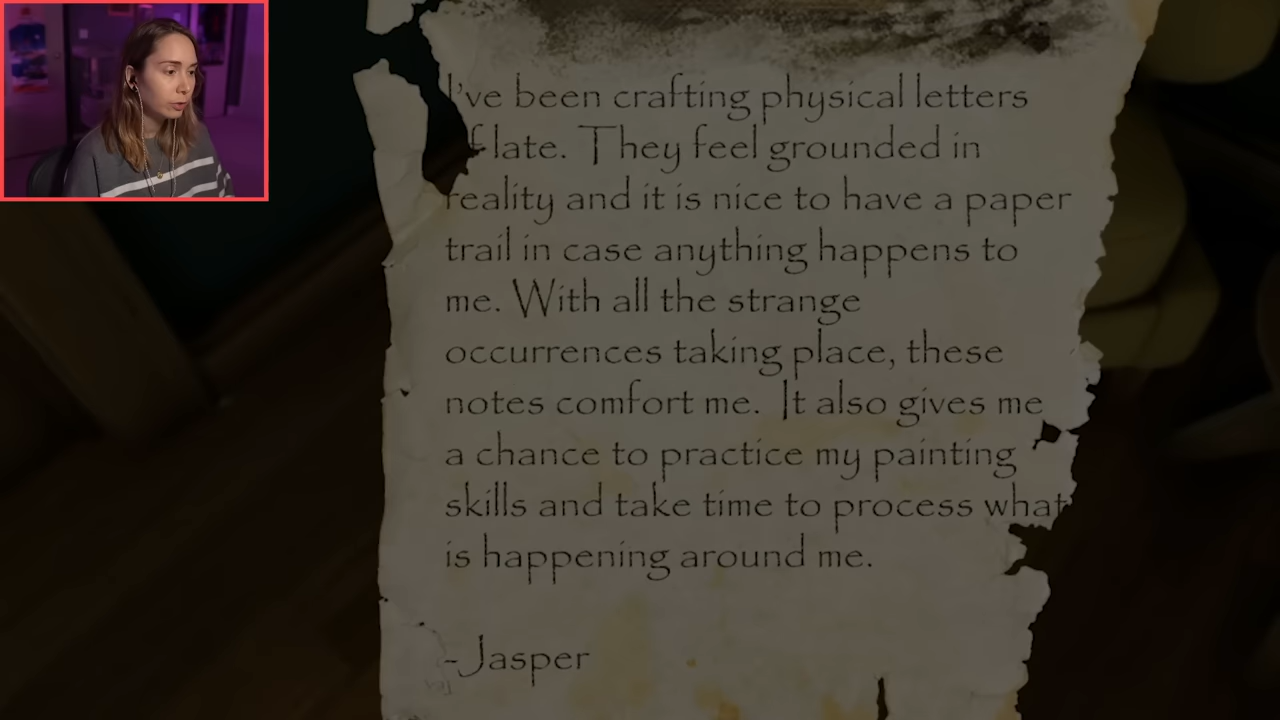 I've been crafting physical letters
f late. They feel grounded in
reality and it is nice to have a paper
trail in case anything happens to
me. With all the strange
occurrences taking place, these
notes comfort me. It also gives me
a chance to practice my painting
skills and take time to process what
is happening around me.
-Jasper